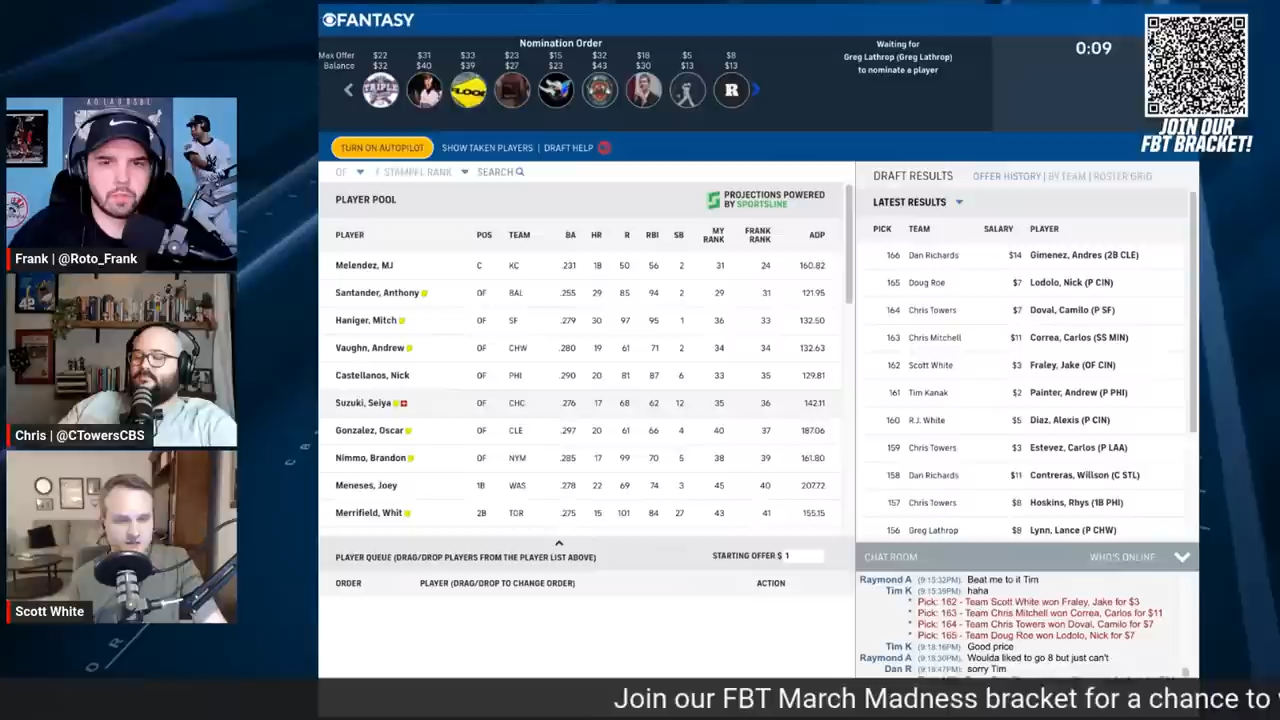 FANTASY
Nomination Order
Max Offer $22 $31 $33 $23 $15 $32 $18 $5 $8
Balance $32 $40 $39 $27 $23 $43 $30 $13 $13
TRIPLE
LOOK
R
Waiting for
Greg Lathrop (Greg Lathrop)
to nominate a player
0:09
JOIN OUR
FBT BRACKET!
TURN ON AUTOPILOT SHOW TAKEN PLAYERS | DRAFT HELP
OF RANK SEARCH
PLAYER POOL
PROJECTIONS POWERED
BY SPORTSLINE
PLAYER POS TEAM BA HR R RBI SB MY RANK FRANK RANK ADP
Melendez, MJ C KC .231 18 50 56 2 31 24 160.82
Santander, Anthony OF BAL .255 29 85 94 2 29 31 121.95
Haniger, Mitch OF SF .279 30 97 95 1 36 33 132.50
Vaughn, Andrew OF CHW .280 19 61 71 2 34 34 132.63
Castellanos, Nick OF PHI .290 20 81 87 6 33 35 129.81
Suzuki, Seiya OF CHC .276 17 68 62 12 35 36 142.11
Gonzalez, Oscar OF CLE .297 20 61 66 4 40 37 187.06
Nimmo, Brandon OF NYM .285 17 99 70 5 38 39 161.80
Meneses, Joey 1B WAS .278 22 69 74 3 45 40 207.72
Merrifield, Whit 2B TOR .275 15 101 84 27 43 41 155.15
PLAYER QUEUE (DRAG/DROP PLAYERS FROM THE PLAYER LIST ABOVE) STARTING OFFER $ 1
ORDER PLAYER (DRAG/DROP TO CHANGE ORDER) ACTION
DRAFT RESULTS OFFER HISTORY | BY TEAM | ROSTER GRID
LATEST RESULTS
PICK TEAM SALARY PLAYER
166 Dan Richards $14 Gimenez, Andres (2B CLE)
165 Doug Roe $7 Lodolo, Nick (P CIN)
164 Chris Towers $7 Doval, Camilo (P SF)
163 Chris Mitchell $11 Correa, Carlos (SS MIN)
162 Scott White $3 Fraley, Jake (OF CIN)
161 Tim Kanak $2 Painter, Andrew (P PHI)
160 R.J. White $5 Diaz, Alexis (P CIN)
159 Chris Towers $3 Estevez, Carlos (P LAA)
158 Dan Richards $11 Contreras, Willson (C STL)
157 Chris Towers $8 Hoskins, Rhys (1B PHI)
156 Greg Lathrop $8 Lynn, Lance (P CHW)
CHAT ROOM WHO'S ONLINE
Raymond A (9:15:32PM): Beat me to it Tim
Tim K (9:15:39PM): haha
* Pick: 162 - Team Scott White won Fraley, Jake for $3
* Pick: 163 - Team Chris Mitchell won Correa, Carlos for $11
* Pick: 164 - Team Chris Towers won Doval, Camilo for $7
* Pick: 165 - Team Doug Roe won Lodolo, Nick for $7
Tim K (9:18:16PM): Good price
Raymond A (9:18:30PM): Woulda liked to go 8 but just can't
Dan R (9:18:47PM): sorry Tim
Frank | @Roto_Frank
42
Chris | @CTowersCBS
Scott White
O R
Join our FBT March Madness bracket for a chance to